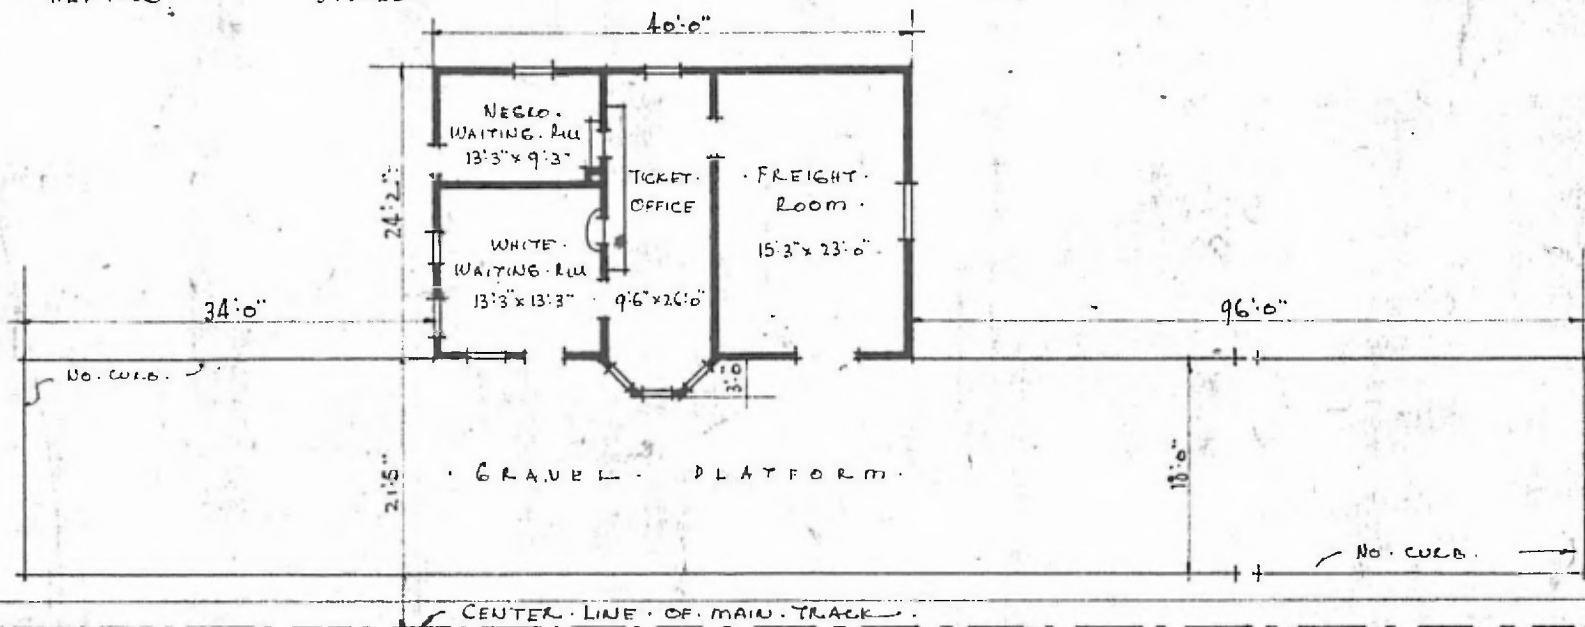 40'-0"
NEGRO.
WAITING. RM
13'3" x 9'3"
24'2"
TICKET.
OFFICE
. FREIGHT.
ROOM.
15'3" x 23'0"
WHITE.
WAITING. RM
13'3" x 13'3"
9'6" x 26'0"
34'0"
96'0"
NO. CURB.
3'0
21'5"
. GRAVEL. PLATFORM.
18'0"
NO. CURB.
CENTER. LINE. OF. MAIN. TRACK.